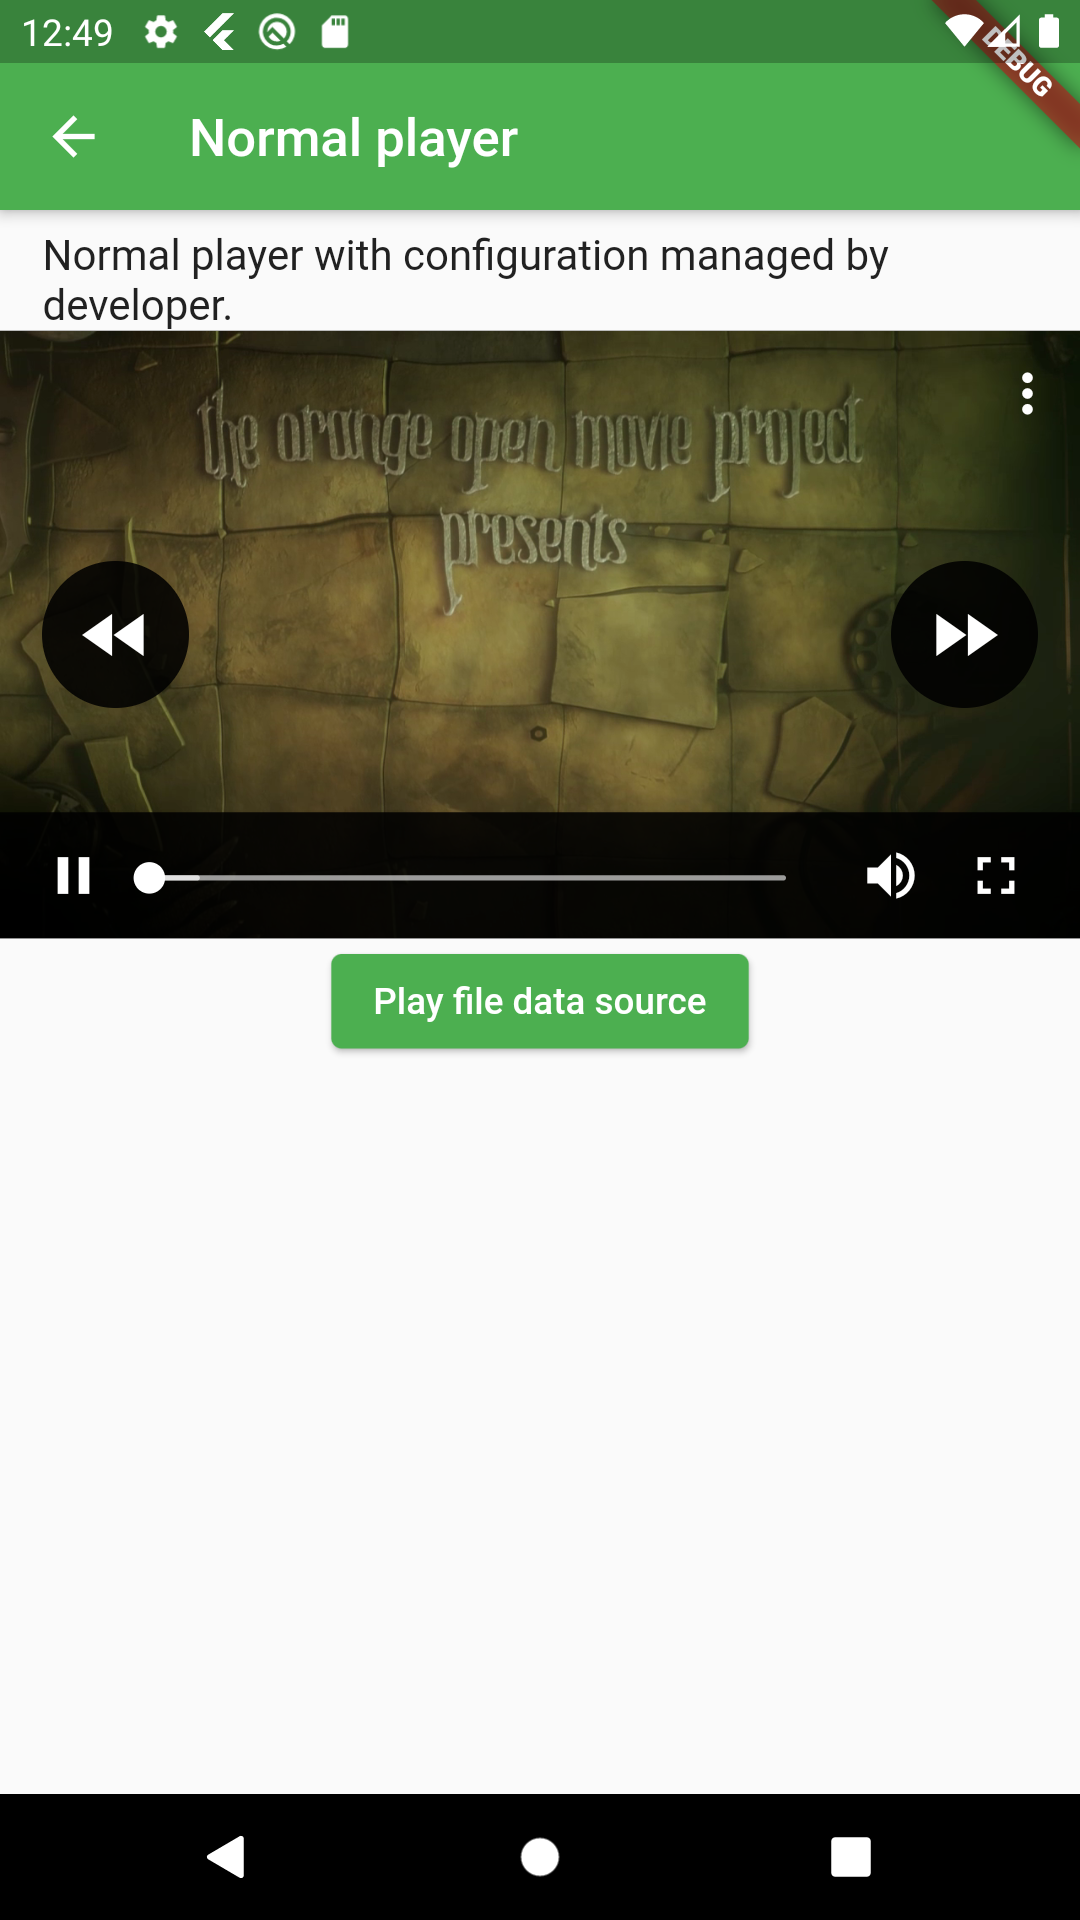 12:49
DEBUG
Normal player
Normal player with configuration managed by
developer.
the orange open movie project
presents
Play file data source